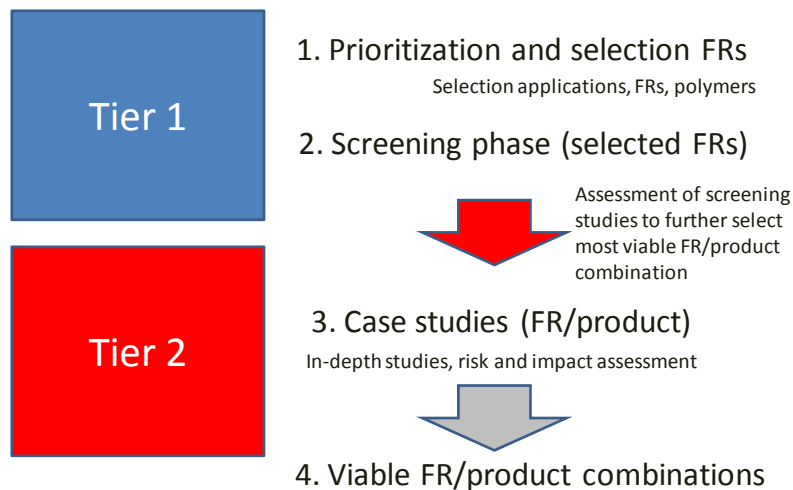 Tier 1
1. Prioritization and selection FRs
Selection applications, FRs, polymers
2. Screening phase (selected FRs)
Assessment of screening
studies to further select
most viable FR/product
combination
Tier 2
3. Case studies (FR/product)
In-depth studies, risk and impact assessment
4. Viable FR/product combinations